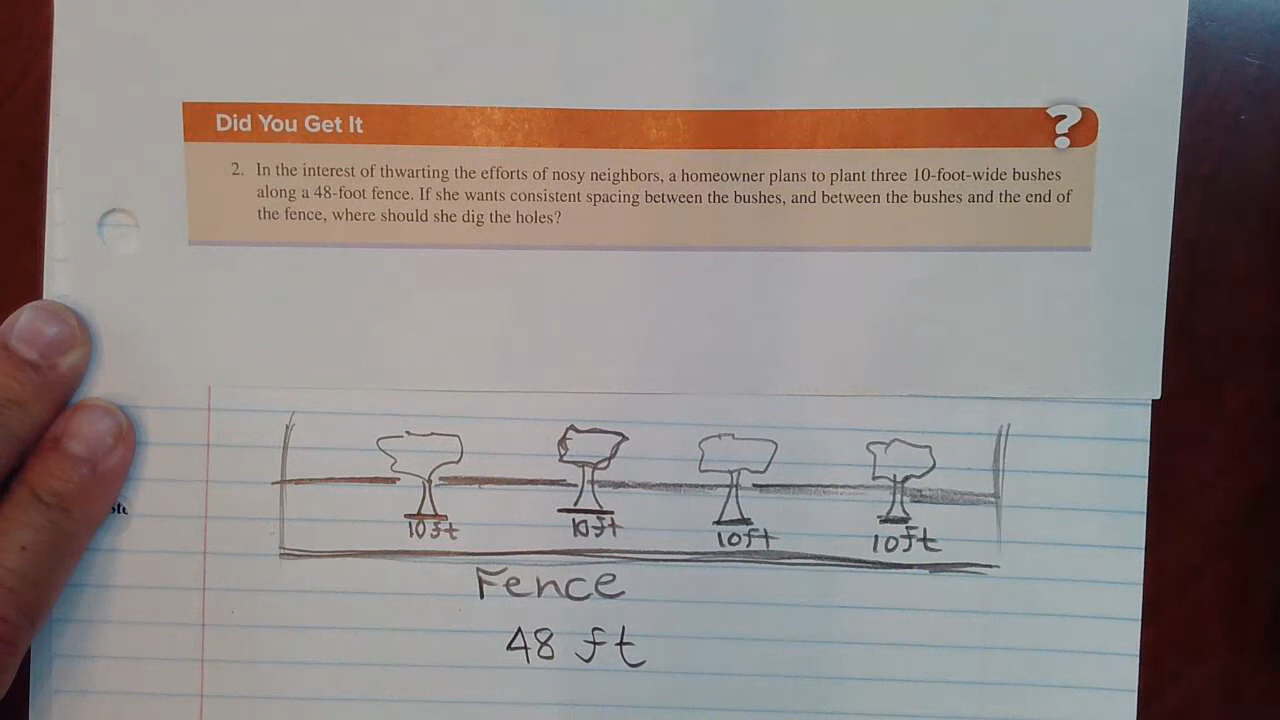 Did You Get It
?
2. In the interest of thwarting the efforts of nosy neighbors, a homeowner plans to plant three 10-foot-wide bushes
along a 48-foot fence. If she wants consistent spacing between the bushes, and between the bushes and the end of
the fence, where should she dig the holes?
10ft 10ft 10ft 10ft
Fence
48 ft